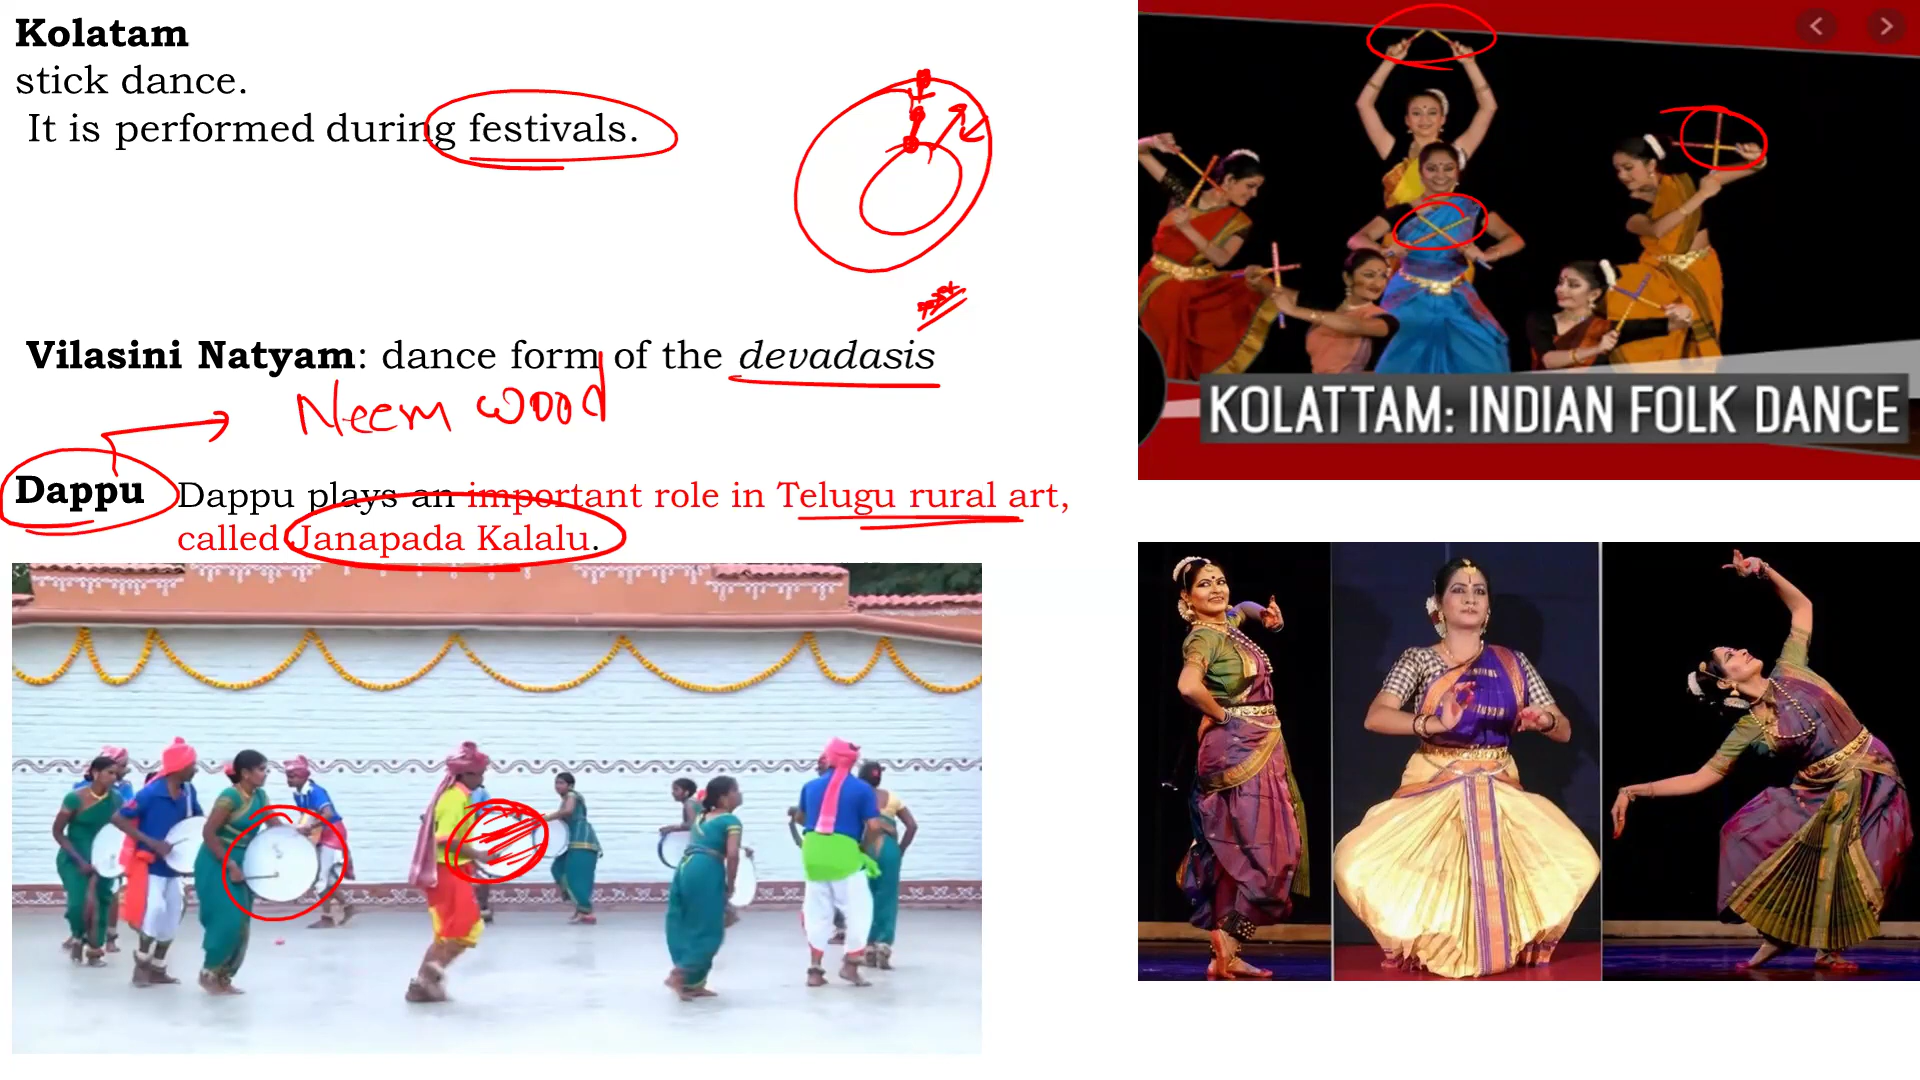 Kolatam
stick dance.
It is performed during festivals.
Vilasini Natyam: dance form of the devadasis
Neem wood
Dappu
Dappu plays an important role in Telugu rural art,
called Janapada Kalalu.
KOLATTAM: INDIAN FOLK DANCE